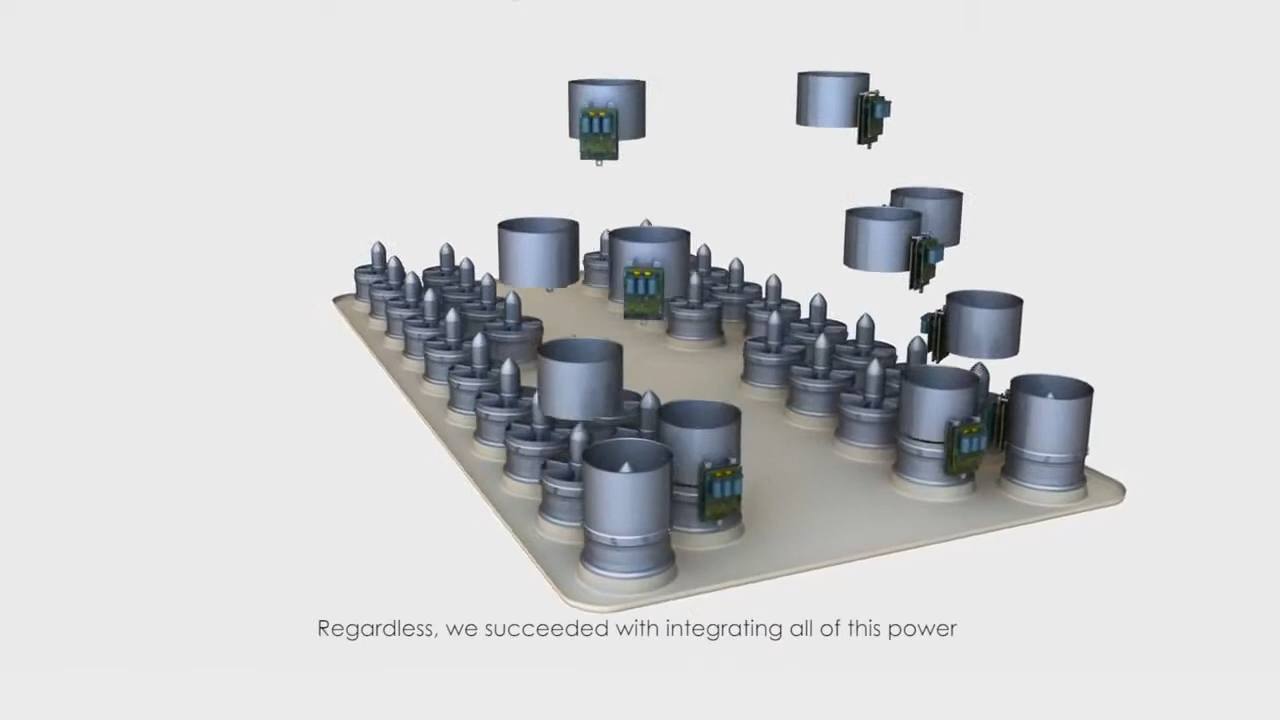 Regardless, we succeeded with integrating all of this power